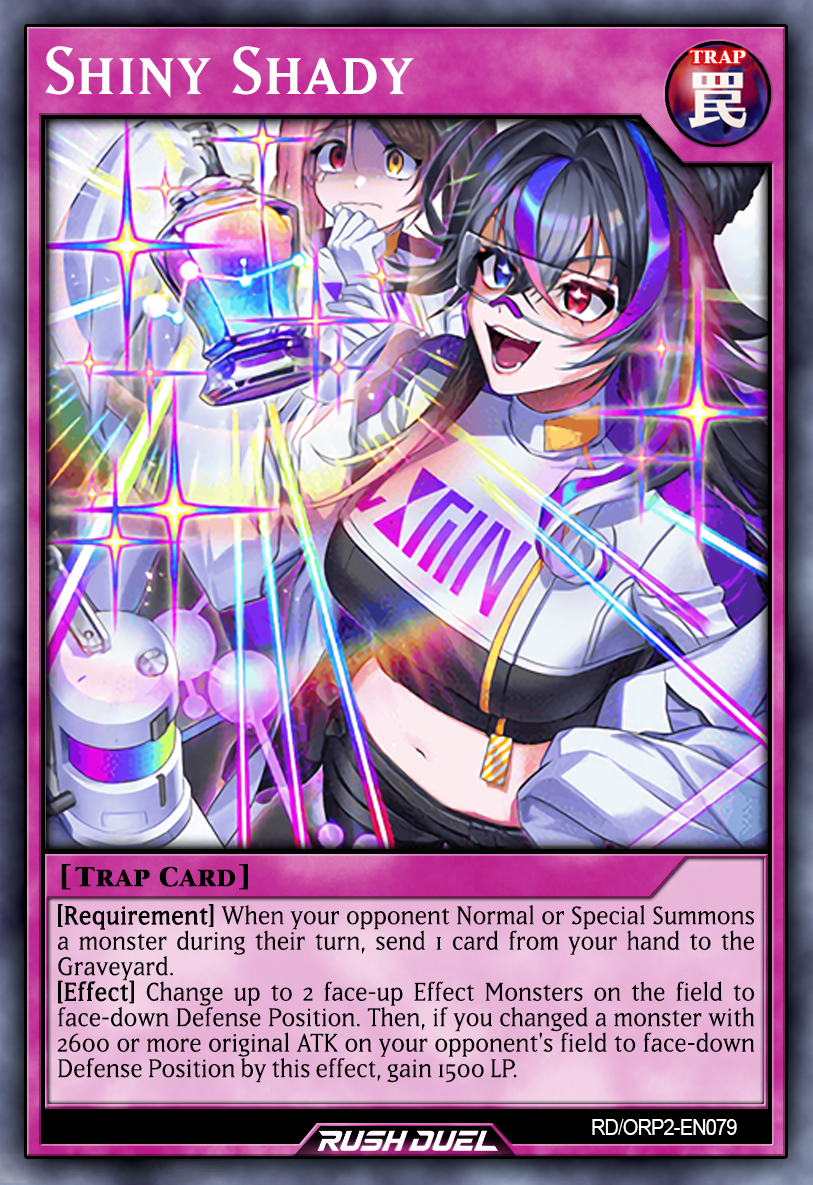 Shiny Shady
TRAP
罠
XGIN
[Trap Card]
[Requirement] When your opponent Normal or Special Summons
a monster during their turn, send 1 card from your hand to the
Graveyard.
[Effect] Change up to 2 face-up Effect Monsters on the field to
face-down Defense Position. Then, if you changed a monster with
2600 or more original ATK on your opponent's field to face-down
Defense Position by this effect, gain 1500 LP.
RD/ORP2-EN079
RUSH DUEL